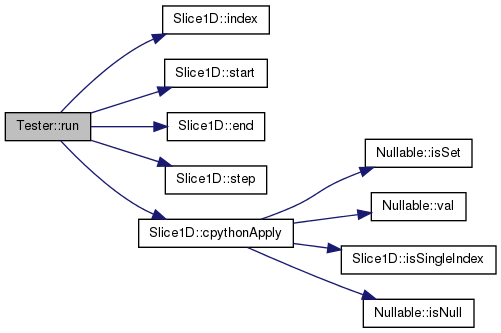 Slice1D::index
Slice1D::start
Tester::run
Slice1D::end
Slice1D::step
Slice1D::cpythonApply
Nullable::isSet
Nullable::val
Slice1D::isSingleIndex
Nullable::isNull